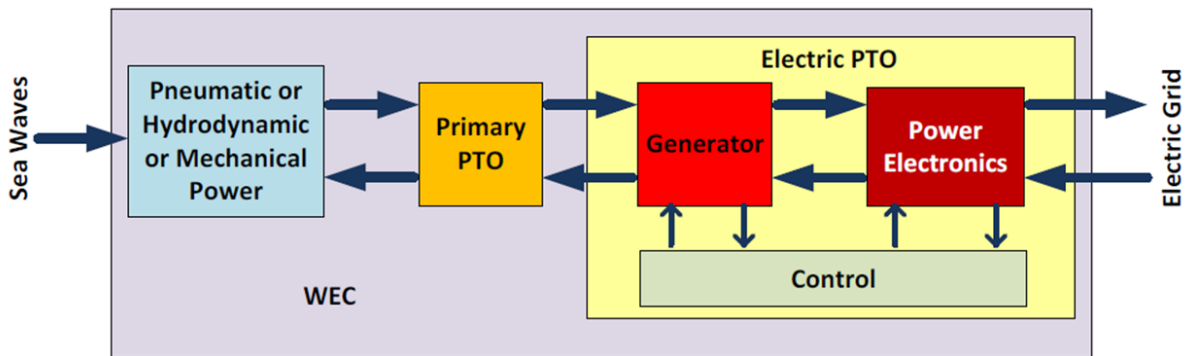 Sea Waves
Pneumatic or
Hydrodynamic
or Mechanical
Power
Primary
PTO
Electric PTO
Generator
Power
Electronics
Control
WEC
Electric Grid